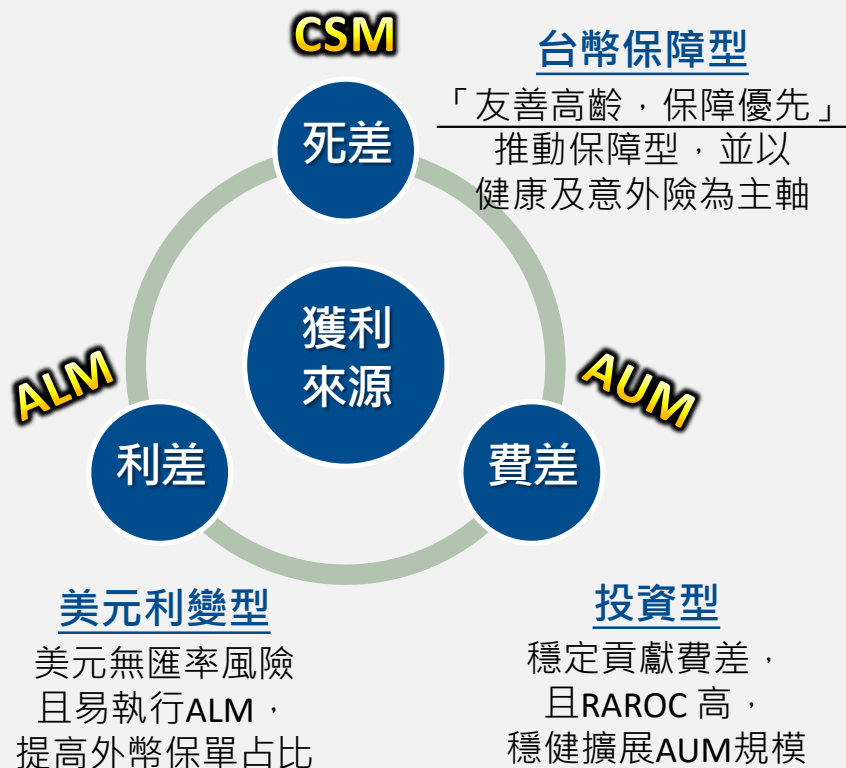 CSM
台幣保障型
「友善高齡，保障優先」
推動保障型，並以
健康及意外險為主軸
死差
獲利
來源
ALM
AUM
利差
費差
美元利變型
美元無匯率風險
且易執行ALM，
提高外幣保單占比
投資型
穩定貢獻費差，
且RAROC 高，
穩健擴展AUM規模